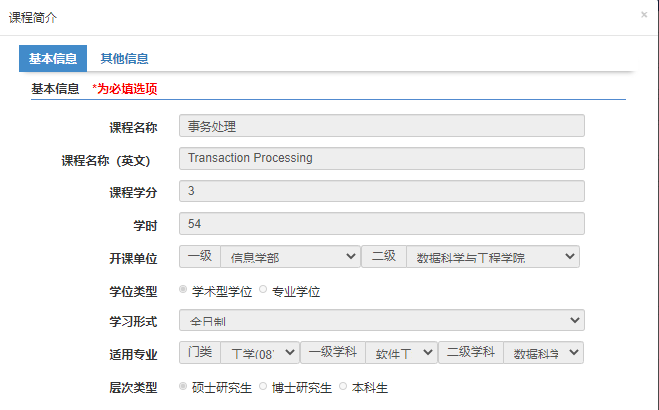 课程简介 ×
基本信息 其他信息
基本信息 *为必填选项
课程名称 事务处理
课程名称（英文） Transaction Processing
课程学分 3
学时 54
开课单位 一级 信息学部 二级 数据科学与工程学院
学位类型 学术型学位 专业学位
学习形式 全日制
适用专业 门类 工学(08) 一级学科 软件工 二级学科 数据科学
层次类型 硕士研究生 博士研究生 本科生